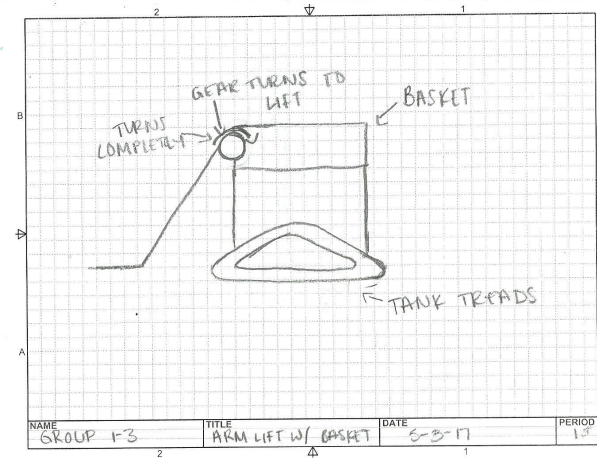 2
1
GEAR TURNS TO
LIFT
BASKET
B
TURNS
COMPLETELY
TANK TREADS
A
NAME
GROUP 1-3
TITLE
ARM LIFT W/ BASKET
DATE
5-3-17
PERIOD
1
2
1